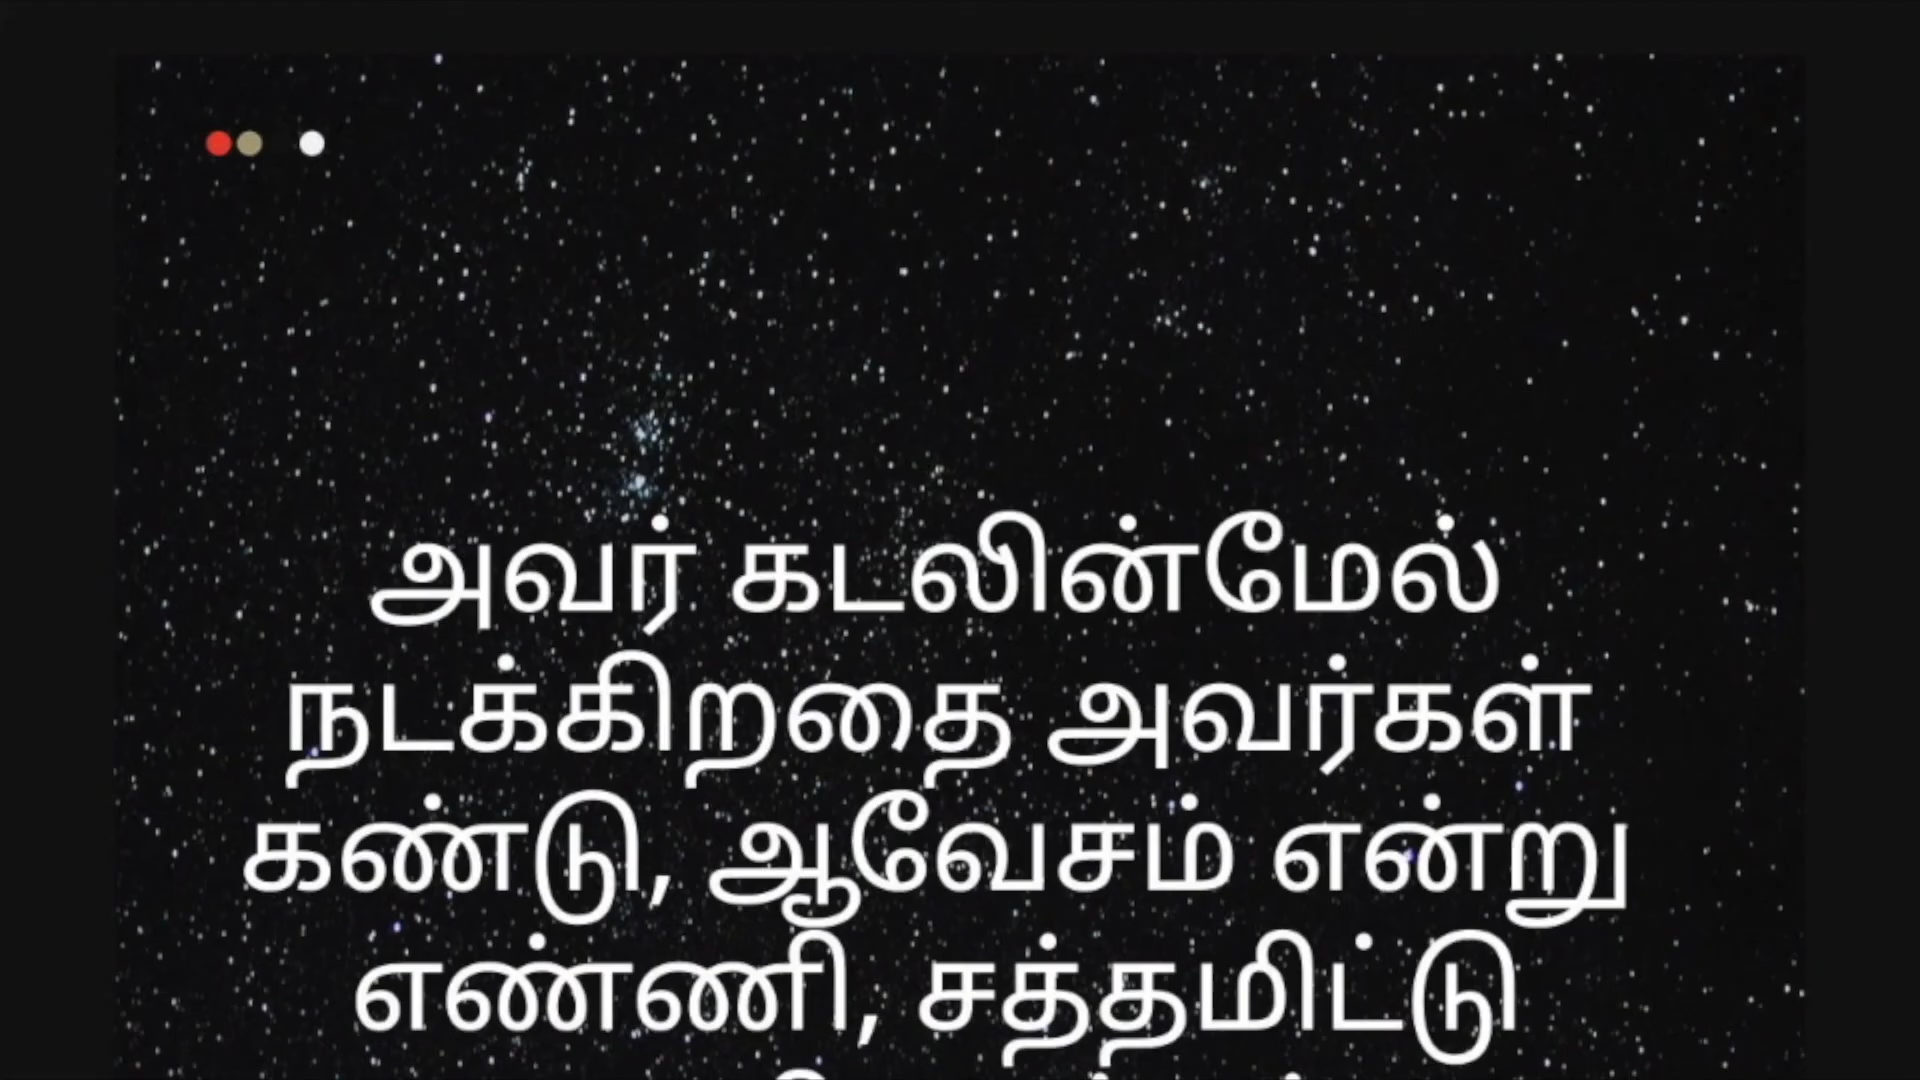 அவர் கடலின்மேல்
நடக்கிறதை அவர்கள்
கண்டு, ஆவேசம் என்று
எண்ணி, சத்தமிட்டு